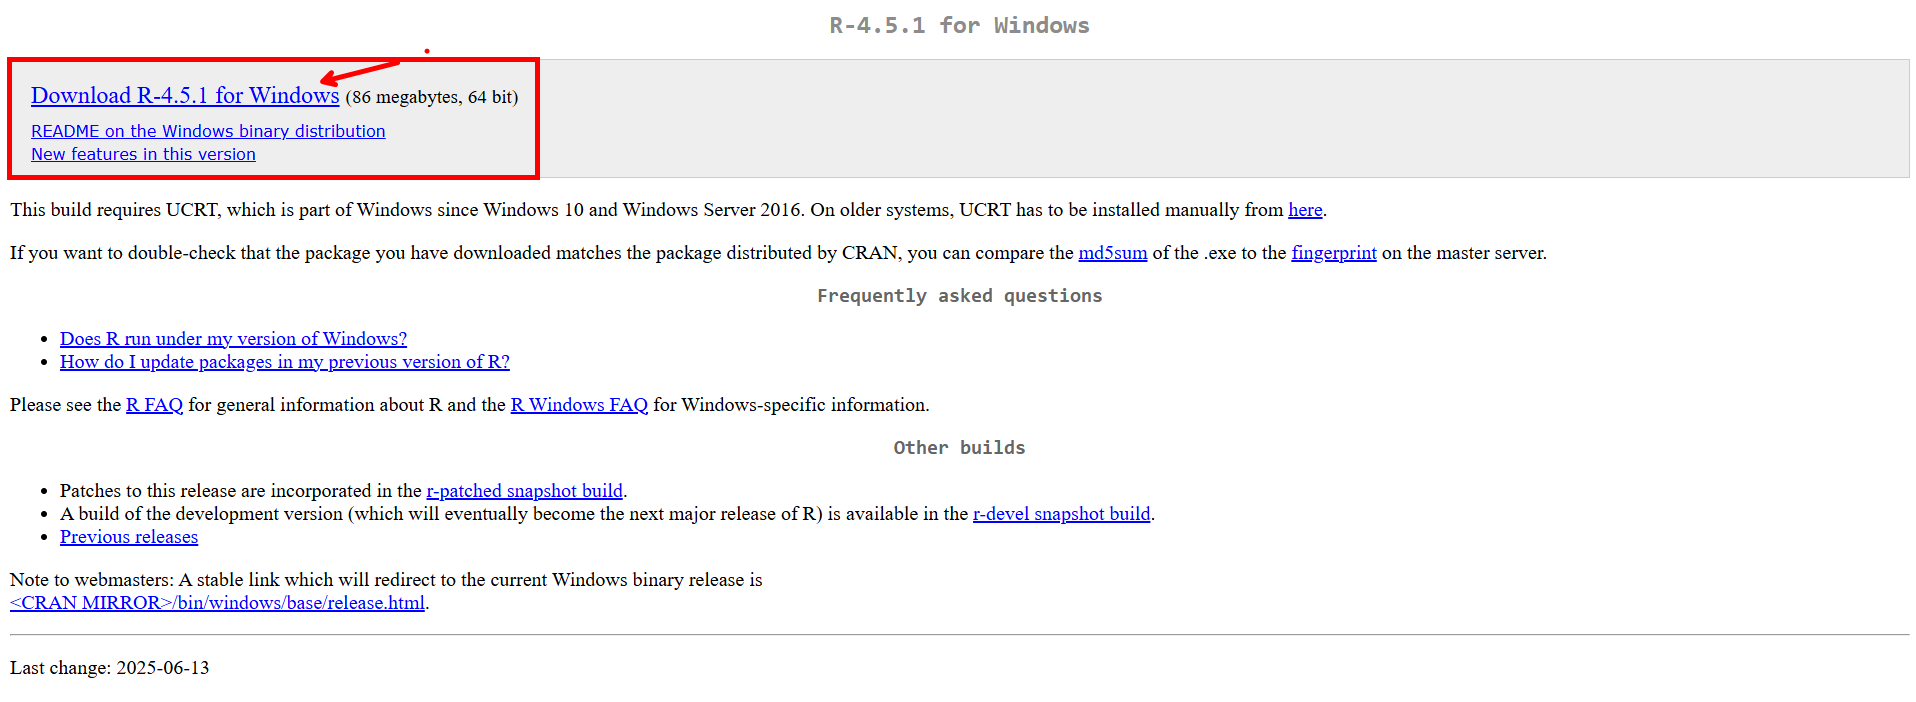 R-4.5.1 for Windows
Download R-4.5.1 for Windows (86 megabytes, 64 bit)
README on the Windows binary distribution
New features in this version
This build requires UCRT, which is part of Windows since Windows 10 and Windows Server 2016. On older systems, UCRT has to be installed manually from here.
If you want to double-check that the package you have downloaded matches the package distributed by CRAN, you can compare the md5sum of the .exe to the fingerprint on the master server.
Frequently asked questions
• Does R run under my version of Windows?
• How do I update packages in my previous version of R?
Please see the R FAQ for general information about R and the R Windows FAQ for Windows-specific information.
Other builds
• Patches to this release are incorporated in the r-patched snapshot build.
• A build of the development version (which will eventually become the next major release of R) is available in the r-devel snapshot build.
• Previous releases
Note to webmasters: A stable link which will redirect to the current Windows binary release is
<CRAN MIRROR>/bin/windows/base/release.html.
Last change: 2025-06-13